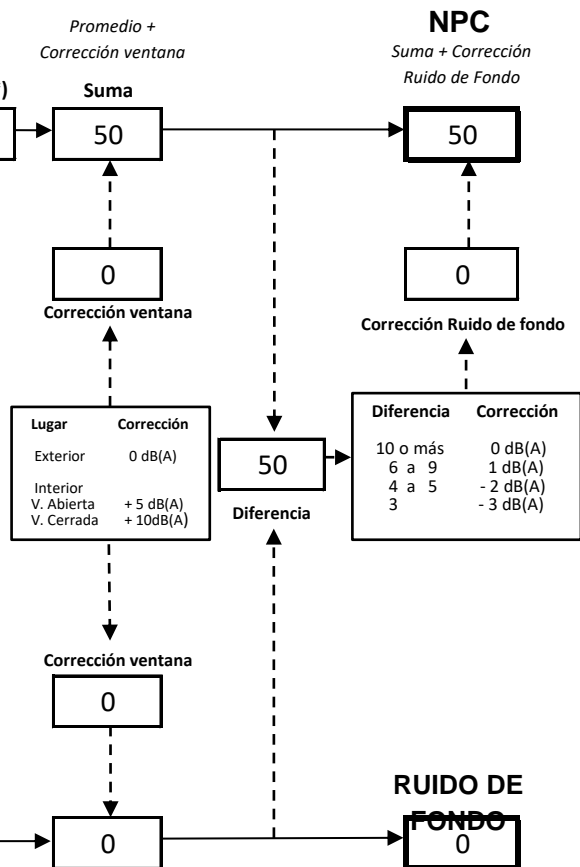 Promedio +
Corrección ventana
NPC
Suma + Corrección
Ruido de Fondo
)
Suma
50
50
0
0
Corrección ventana
Corrección Ruido de fondo
Lugar Corrección
Exterior 0 dB(A)
Interior
V. Abierta + 5 dB(A)
V. Cerrada + 10dB(A)
50
Diferencia
Diferencia Corrección
10 o más 0 dB(A)
6 a 9 1 dB(A)
4 a 5 - 2 dB(A)
3 - 3 dB(A)
Corrección ventana
0
RUIDO DE
FONDO
0
0